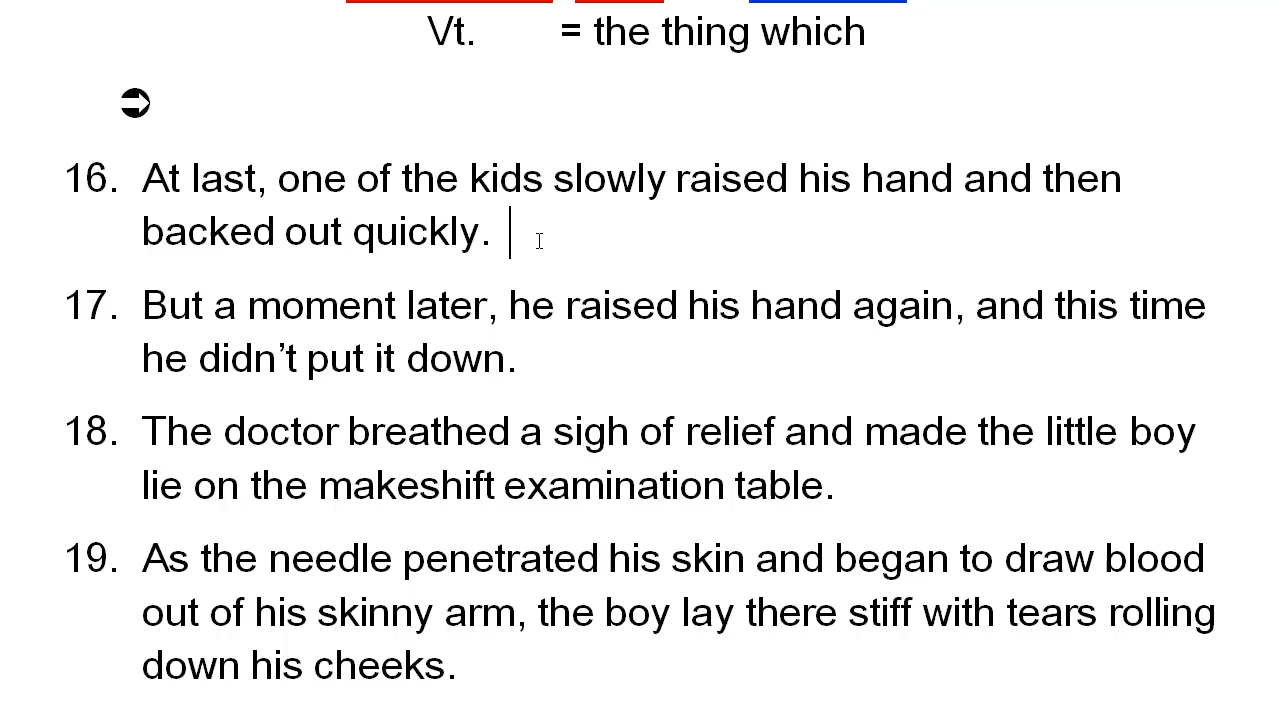 Vt. = the thing which
➲
16. At last, one of the kids slowly raised his hand and then
backed out quickly.
17. But a moment later, he raised his hand again, and this time
he didn’t put it down.
18. The doctor breathed a sigh of relief and made the little boy
lie on the makeshift examination table.
19. As the needle penetrated his skin and began to draw blood
out of his skinny arm, the boy lay there stiff with tears rolling
down his cheeks.